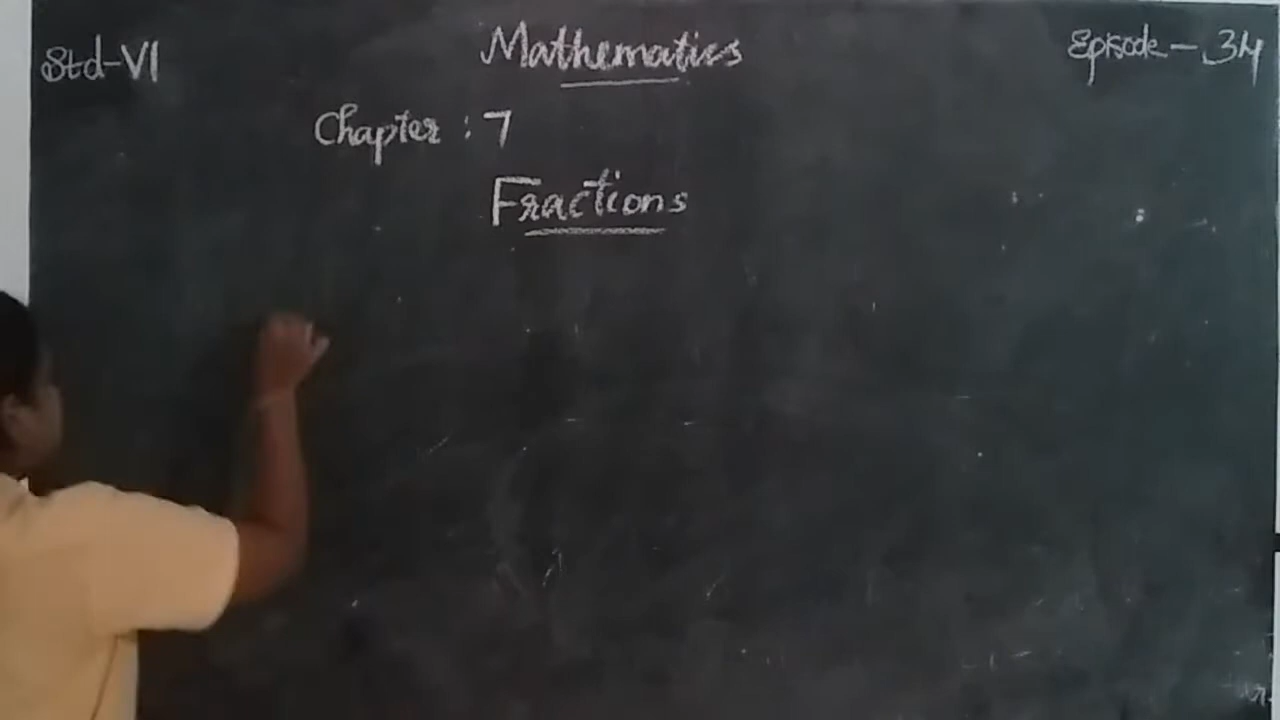 Std-VI
Mathematics
Episode-34
Chapter : 7
Fractions